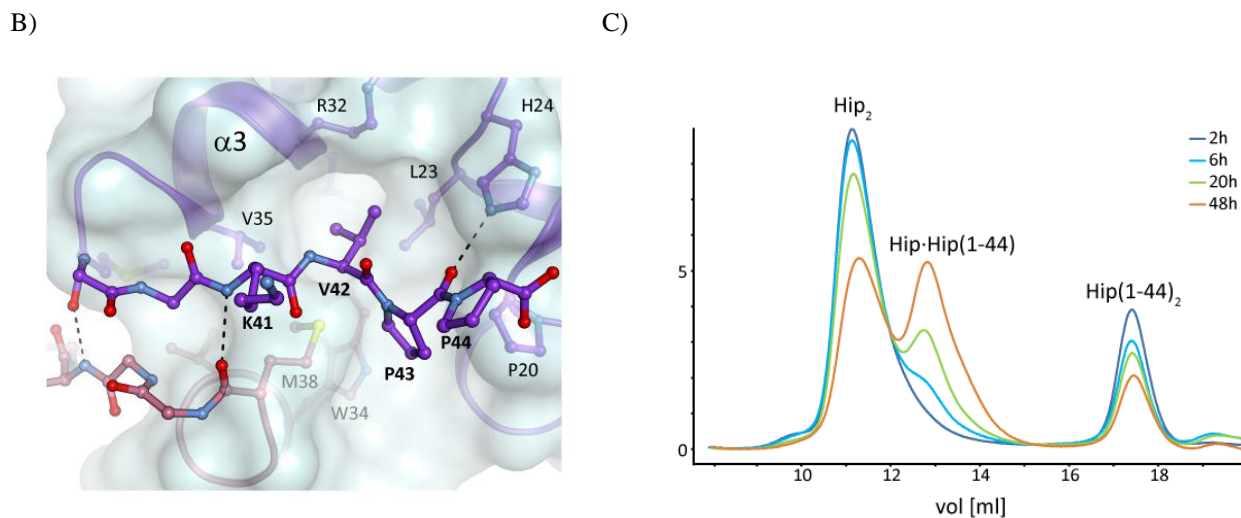 B)
C)
R32
H24
α3
L23
V35
V42
K41
P44
M38
P43
P20
W34
Hip₂
2h
6h
20h
48h
Hip·Hip(1-44)
5
Hip(1-44)₂
0
10 12 14 16 18
vol [ml]